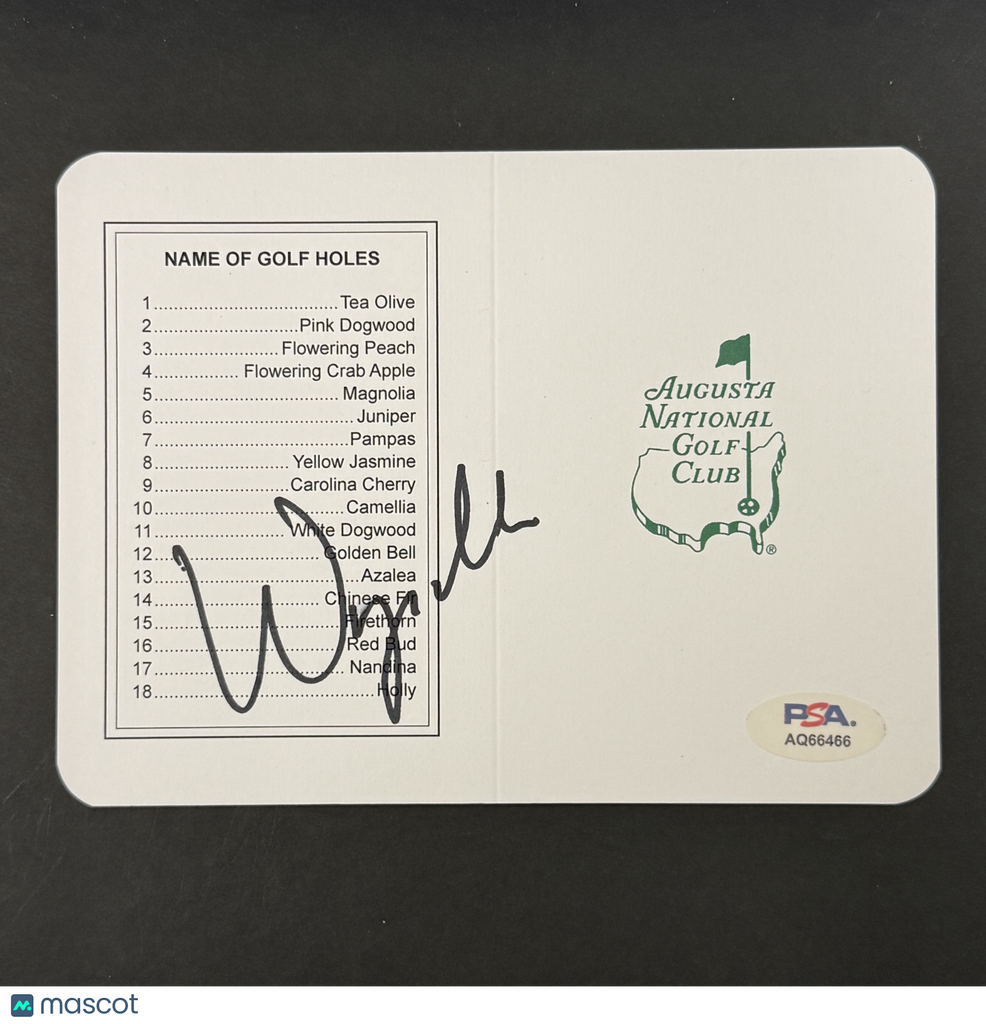 NAME OF GOLF HOLES
1..............................................Tea Olive
2...................................Pink Dogwood
3...............................Flowering Peach
4.................... Flowering Crab Apple
5............................................. Magnolia
6................................................Juniper
7...............................................Pampas
8................................. Yellow Jasmine
9.................................Carolina Cherry
10............................................. Camellia
11................................White Dogwood
12.........................................Golden Bell
13................................................Azalea
14....................................... Chinese Fir
15............................................Firethorn
16..............................................Red Bud
17............................................. Nandina
18.....................................................Holly
AUGUSTA
NATIONAL
GOLF
CLUB
®
PSA.
AQ66466
mascot